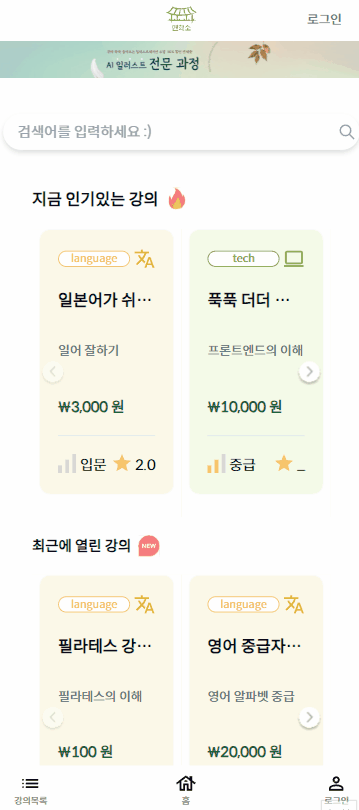 로그인
AI 일러스트 전문 과정
검색어를 입력하세요 :)
지금 인기있는 강의
language
tech
일본어가 쉬…
푹푹 더더 …
일어 잘하기
프론트엔드의 이해
₩3,000 원
₩10,000 원
입문 2.0
중급 _
최근에 열린 강의 NEW
language
language
필라테스 강…
영어 중급자…
필라테스의 이해
영어 알파벳 중급
₩100 원
₩20,000 원
강의목록
홈
로그인